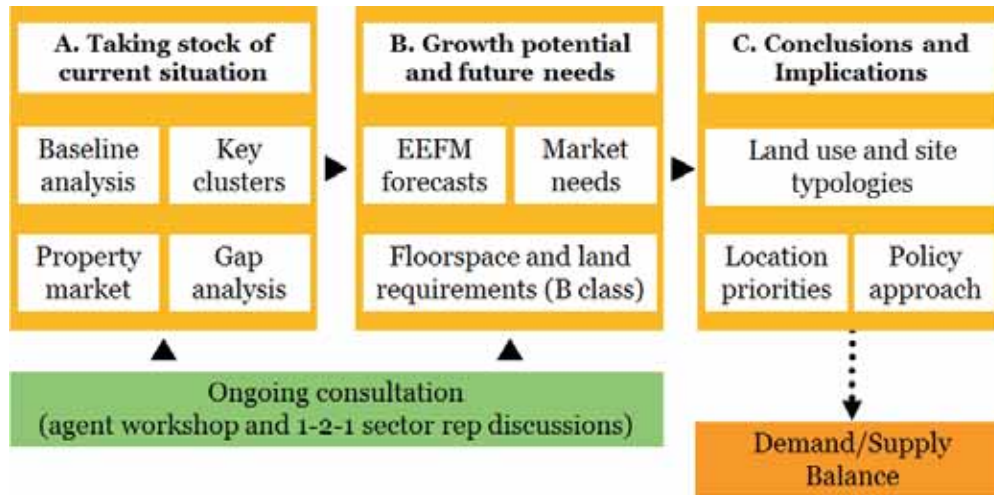 A. Taking stock of
current situation
Baseline
analysis
Key
clusters
Property
market
Gap
analysis
B. Growth potential
and future needs
EEFM
forecasts
Market
needs
Floorspace and land
requirements (B class)
C. Conclusions and
Implications
Land use and site
typologies
Location
priorities
Policy
approach
Ongoing consultation
(agent workshop and 1-2-1 sector rep discussions)
Demand/Supply
Balance